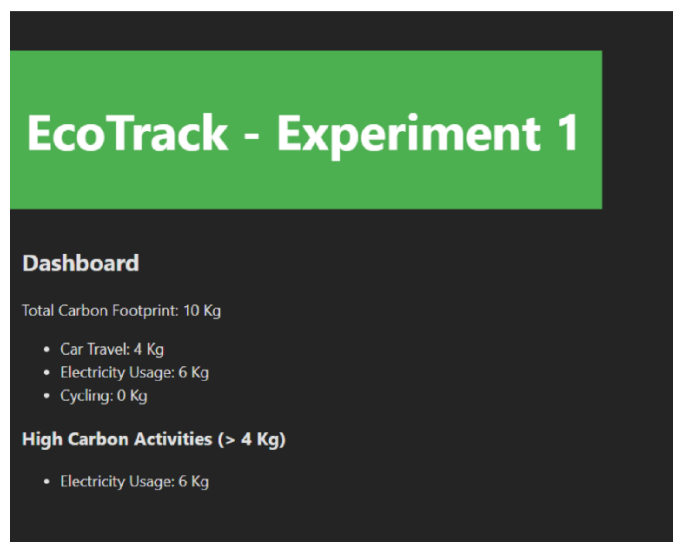 EcoTrack - Experiment 1
Dashboard
Total Carbon Footprint: 10 Kg
• Car Travel: 4 Kg
• Electricity Usage: 6 Kg
• Cycling: 0 Kg
High Carbon Activities (> 4 Kg)
• Electricity Usage: 6 Kg